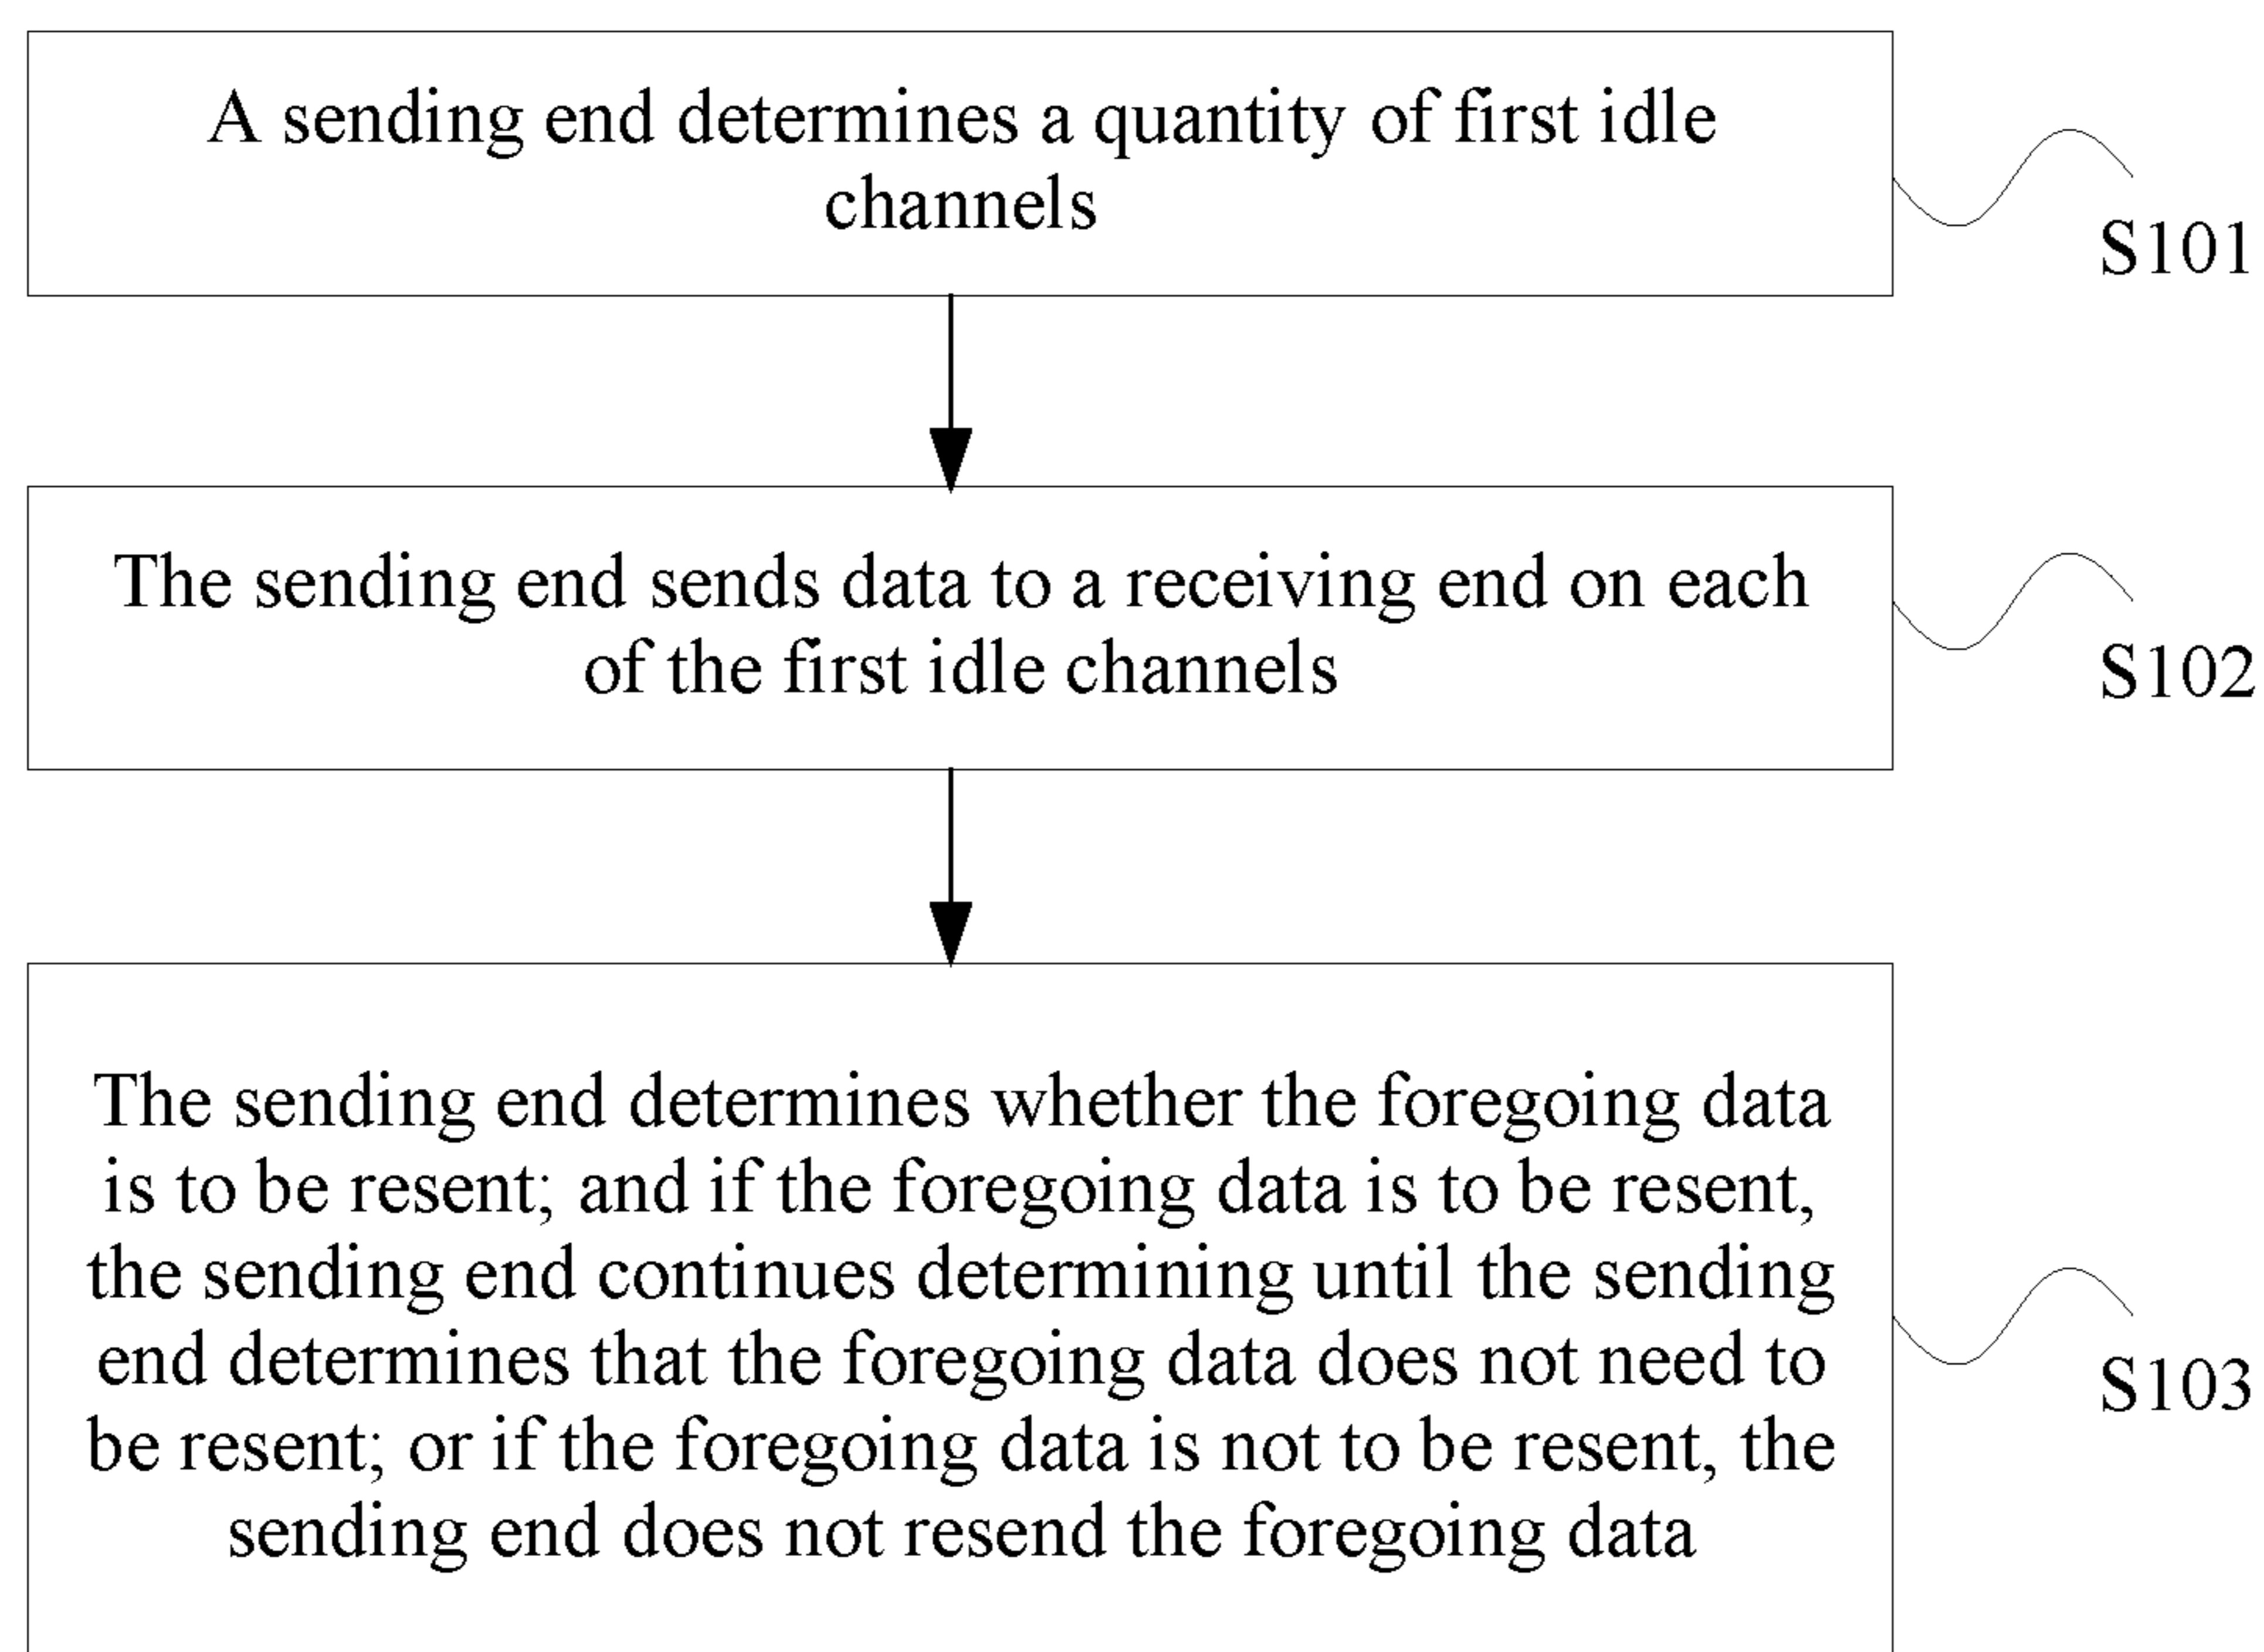 A sending end determines a quantity of first idle
channels
S101
The sending end sends data to a receiving end on each
of the first idle channels
S102
The sending end determines whether the foregoing data
is to be resent; and if the foregoing data is to be resent,
the sending end continues determining until the sending
end determines that the foregoing data does not need to
be resent; or if the foregoing data is not to be resent, the
sending end does not resend the foregoing data
S103